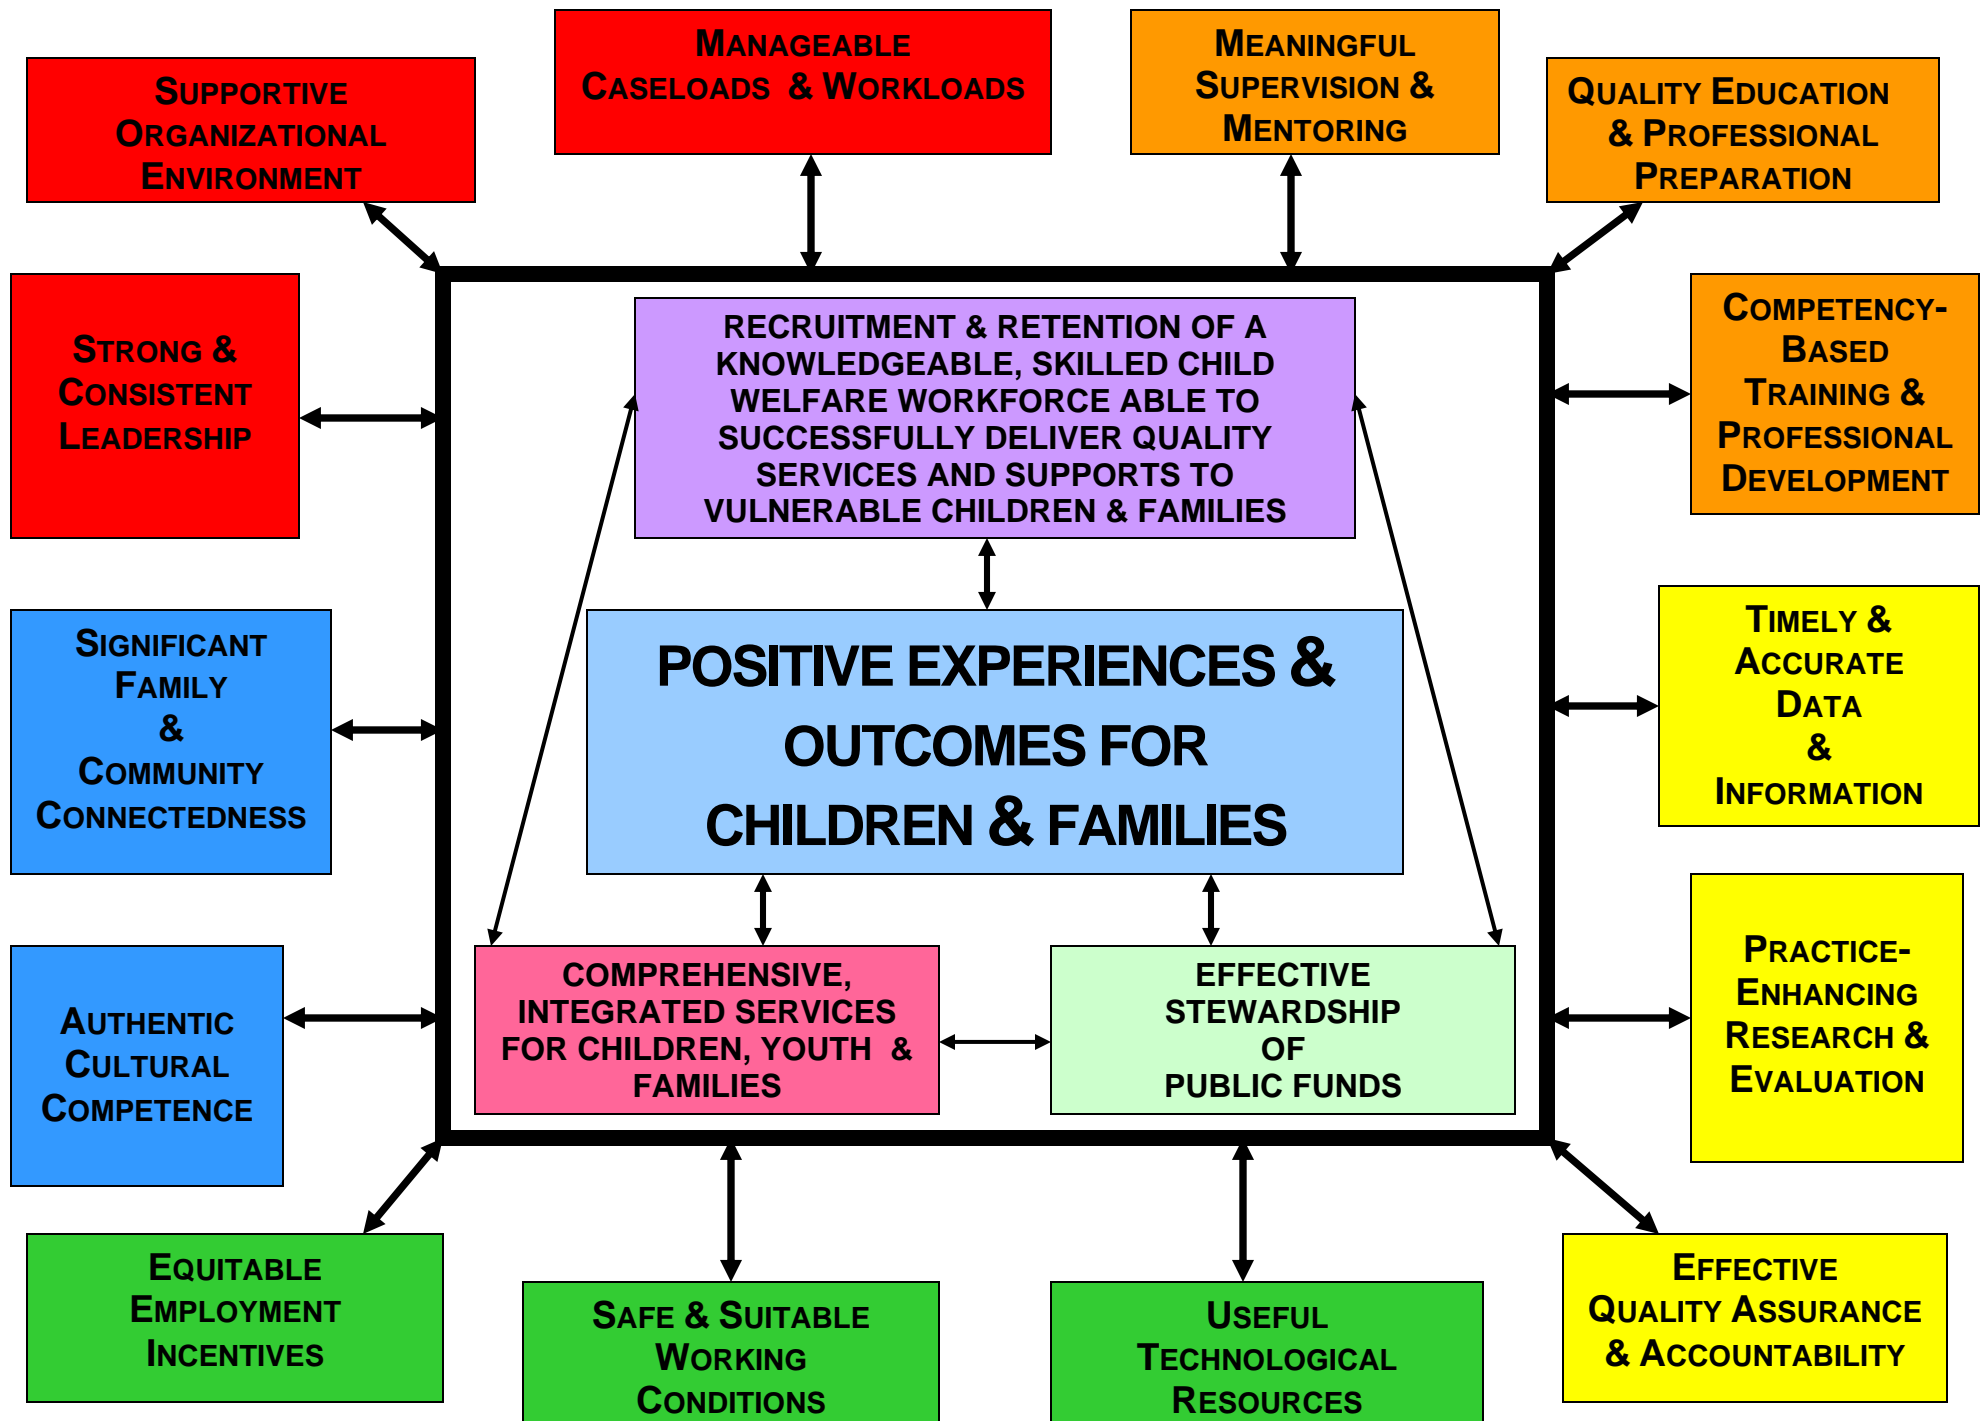 MANAGEABLE
CASELOADS & WORKLOADS
MEANINGFUL
SUPERVISION &
MENTORING
SUPPORTIVE
ORGANIZATIONAL
ENVIRONMENT
QUALITY EDUCATION
& PROFESSIONAL
PREPARATION
STRONG &
CONSISTENT
LEADERSHIP
RECRUITMENT & RETENTION OF A
KNOWLEDGEABLE, SKILLED CHILD
WELFARE WORKFORCE ABLE TO
SUCCESSFULLY DELIVER QUALITY
SERVICES AND SUPPORTS TO
VULNERABLE CHILDREN & FAMILIES
COMPETENCY-
BASED
TRAINING &
PROFESSIONAL
DEVELOPMENT
SIGNIFICANT
FAMILY
&
COMMUNITY
CONNECTEDNESS
POSITIVE EXPERIENCES &
OUTCOMES FOR
CHILDREN & FAMILIES
TIMELY &
ACCURATE
DATA
&
INFORMATION
AUTHENTIC
CULTURAL
COMPETENCE
COMPREHENSIVE,
INTEGRATED SERVICES
FOR CHILDREN, YOUTH &
FAMILIES
EFFECTIVE
STEWARDSHIP
OF
PUBLIC FUNDS
PRACTICE-
ENHANCING
RESEARCH &
EVALUATION
EQUITABLE
EMPLOYMENT
INCENTIVES
SAFE & SUITABLE
WORKING
CONDITIONS
USEFUL
TECHNOLOGICAL
RESOURCES
EFFECTIVE
QUALITY ASSURANCE
& ACCOUNTABILITY